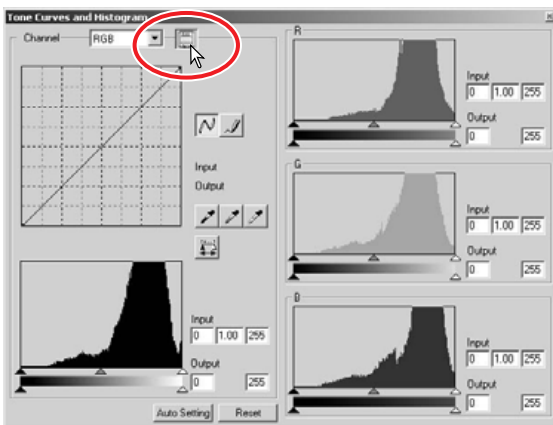 Tone Curves and Histogram
Channel RGB
Input
Output
Input
0 1.00 255
Output
0 255
Auto Setting Reset
R
Input
0 1.00 255
Output
0 255
G
Input
0 1.00 255
Output
0 255
B
Input
0 1.00 255
Output
0 255